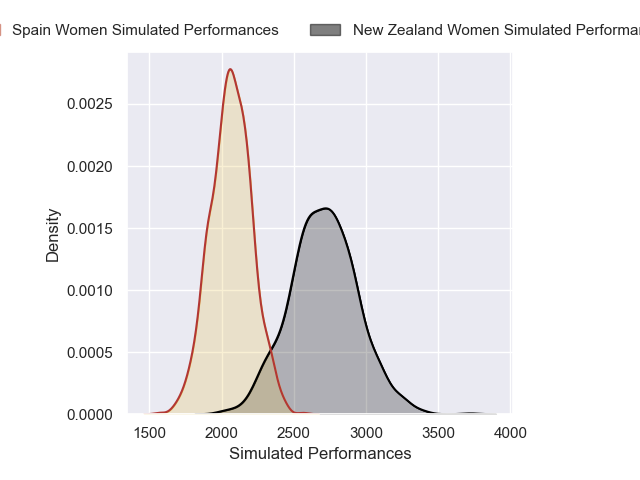 Spain Women Simulated Performances
New Zealand Women Simulated
0.0025
0.0020
0.0015
0.0010
0.0005
0.0000
Density
1500 2000 2500 3000 3500 4000
Simulated Performances